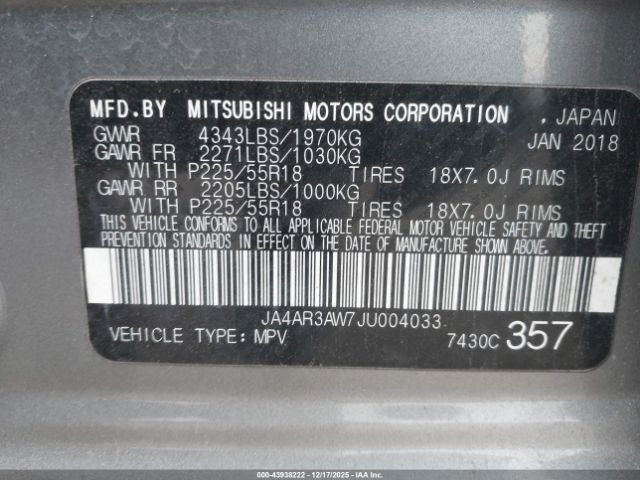 MFD.BY MITSUBISHI MOTORS CORPORATION . JAPAN
GVWR 4343LBS/1970KG JAN 2018
GAWR FR 2271LBS/1030KG
WITH P225/55R18 TIRES 18X7.0J RIMS
GAWR RR 2205LBS/1000KG
WITH P225/55R18 TIRES 18X7.0J RIMS
THIS VEHICLE CONFORMS TO ALL APPLICABLE FEDERAL MOTOR VEHICLE SAFETY AND THEFT
PREVENTION STANDARDS IN EFFECT ON THE DATE OF MANUFACTURE SHOWN ABOVE.
JA4AR3AW7JU004033
VEHICLE TYPE: MPV 7430C 357
000-43938222 - 12/17/2025 - IAAI.COM